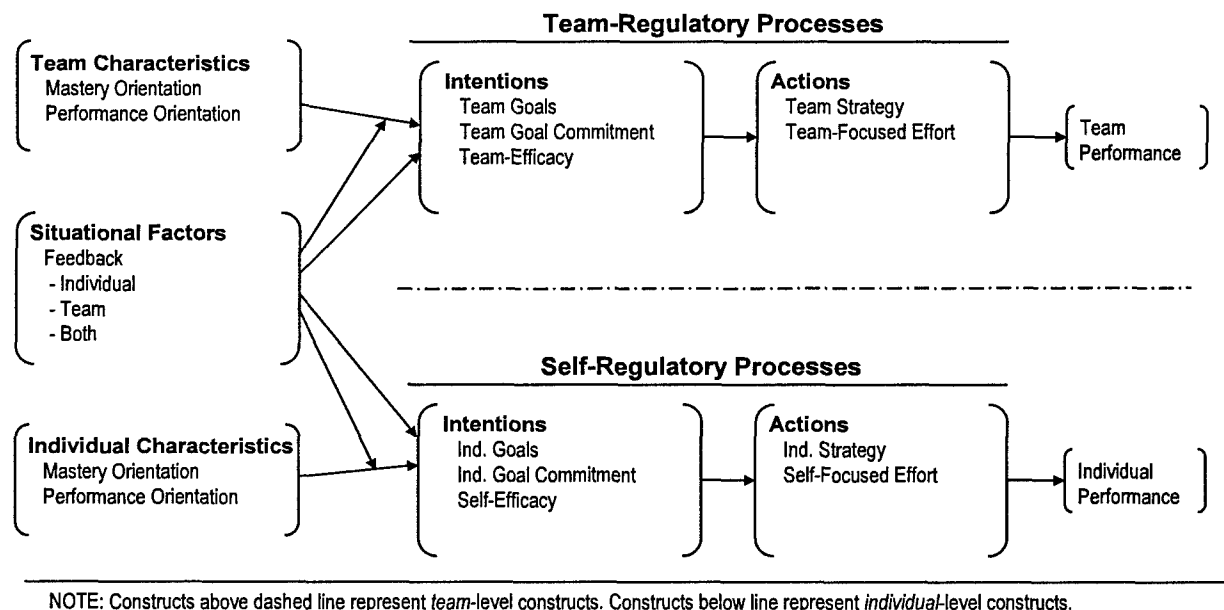 Team-Regulatory Processes
Team Characteristics
Mastery Orientation
Performance Orientation
Intentions
Team Goals
Team Goal Commitment
Team-Efficacy
Actions
Team Strategy
Team-Focused Effort
Team
Performance
Situational Factors
Feedback
- Individual
- Team
- Both
Self-Regulatory Processes
Individual Characteristics
Mastery Orientation
Performance Orientation
Intentions
Ind. Goals
Ind. Goal Commitment
Self-Efficacy
Actions
Ind. Strategy
Self-Focused Effort
Individual
Performance
NOTE: Constructs above dashed line represent team-level constructs. Constructs below line represent individual-level constructs.